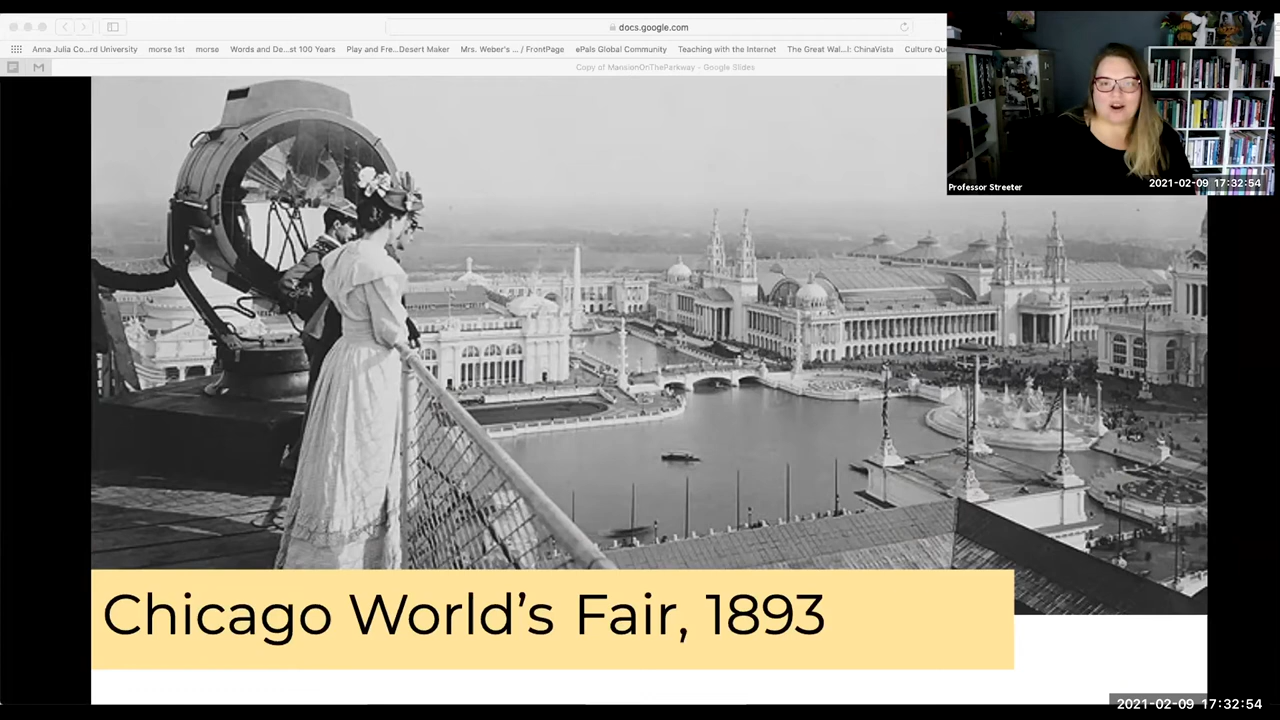 docs.google.com
Anna Julia Co...rd University morse 1st morse Words and De...st 100 Years Play and Fre...Desert Maker Mrs. Weber's ... / FrontPage ePals Global Community Teaching with the Internet The Great Wal...l: ChinaVista Culture Qu
Copy of MansionOnTheParkway - Google Slides
Professor Streeter
2021-02-09 17:32:54
Chicago World’s Fair, 1893
2021-02-09 17:32:54